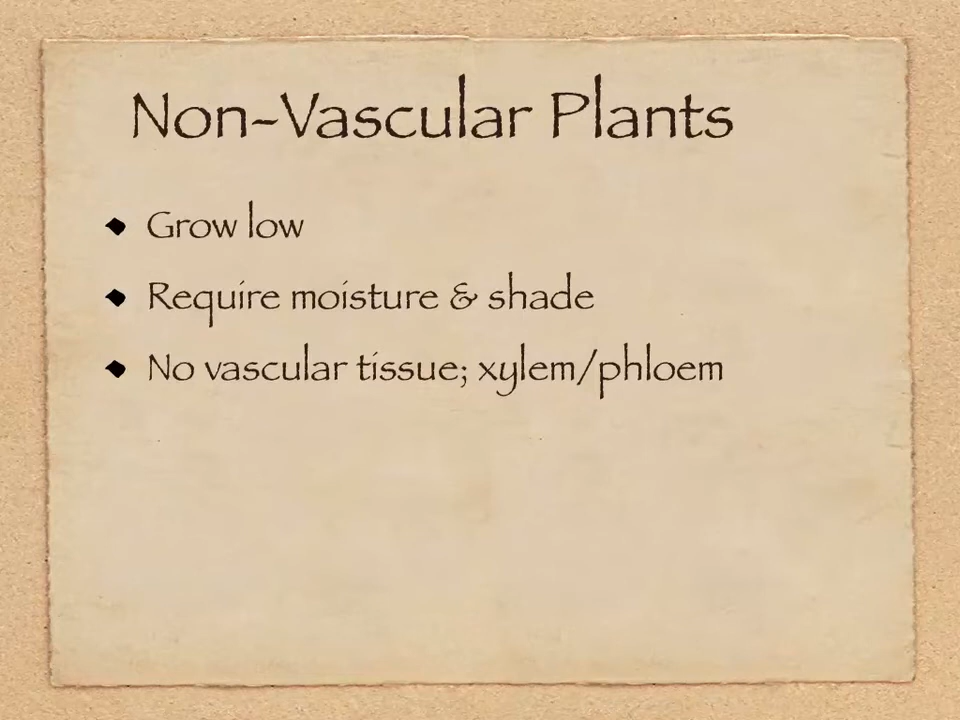 Non-Vascular Plants
Grow low
Require moisture & shade
No vascular tissue; xylem/phloem